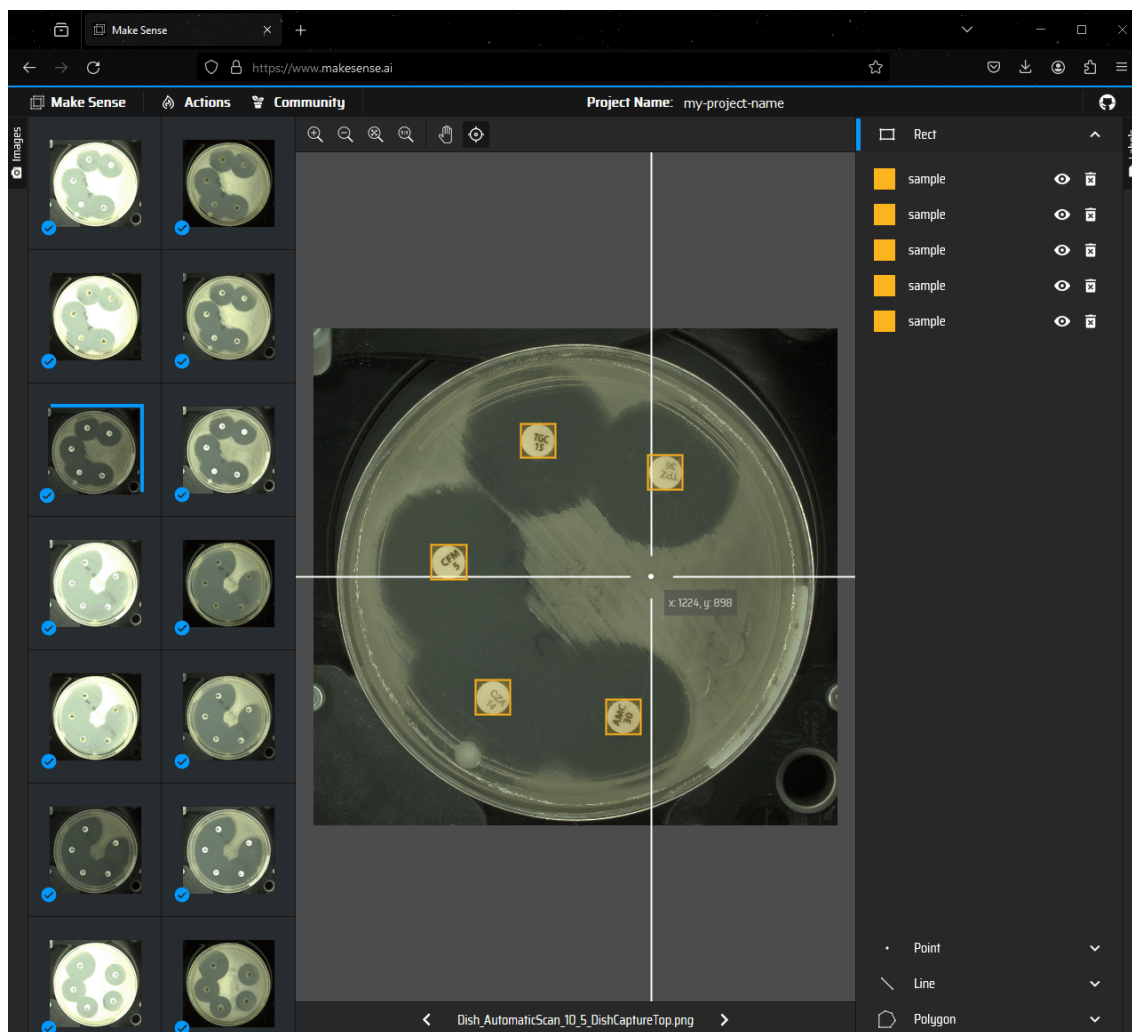 Make Sense
https://www.makesense.ai
Make Sense Actions Community Project Name: my-project-name
Images
1:1
Rect
sample
sample
sample
sample
sample
TGC
15
TPZ
36
CFM
5
x: 1224, y: 898
CZA
14
AMC
30
Point
Line
Dish_AutomaticScan_10_5_DishCaptureTop.png
Polygon